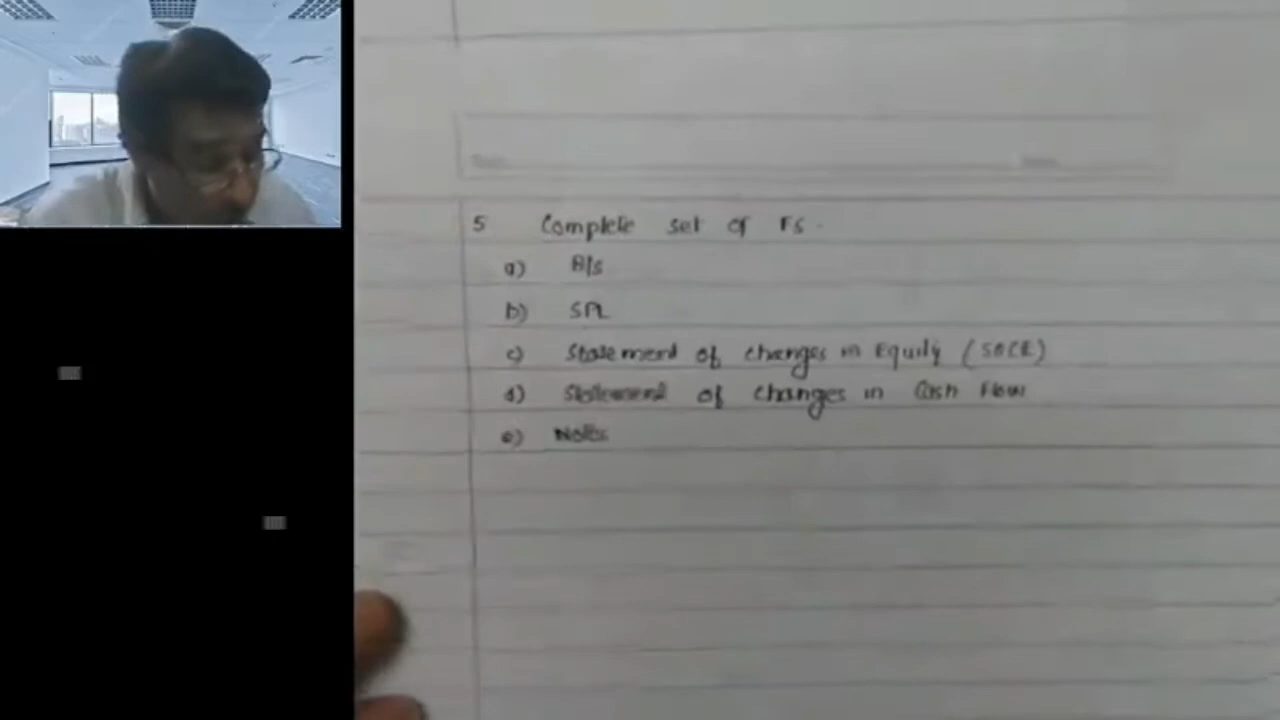 5 Complete set of FS.
a) B/s
b) SPL
c) Statement of changes in Equity (SOCE)
d) Statement of changes in Cash Flow
e) Notes